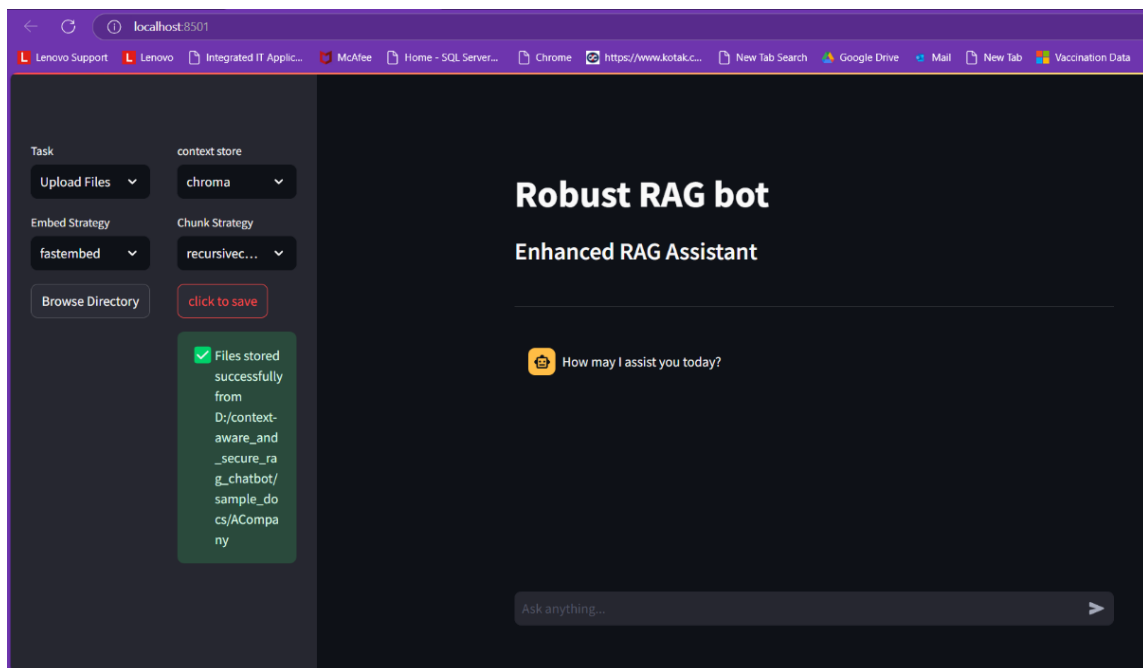 localhost:8501
Lenovo Support Lenovo Integrated IT Applic... McAfee Home - SQL Server... Chrome https://www.kotak.c... New Tab Search Google Drive Mail New Tab Vaccination Data
Task context store
Upload Files chroma
Embed Strategy Chunk Strategy
fastembed recursivec...
Browse Directory click to save
Files stored
successfully
from
D:/context-
aware_and
_secure_ra
g_chatbot/
sample_do
cs/ACompa
ny
Robust RAG bot
Enhanced RAG Assistant
How may I assist you today?
Ask anything...